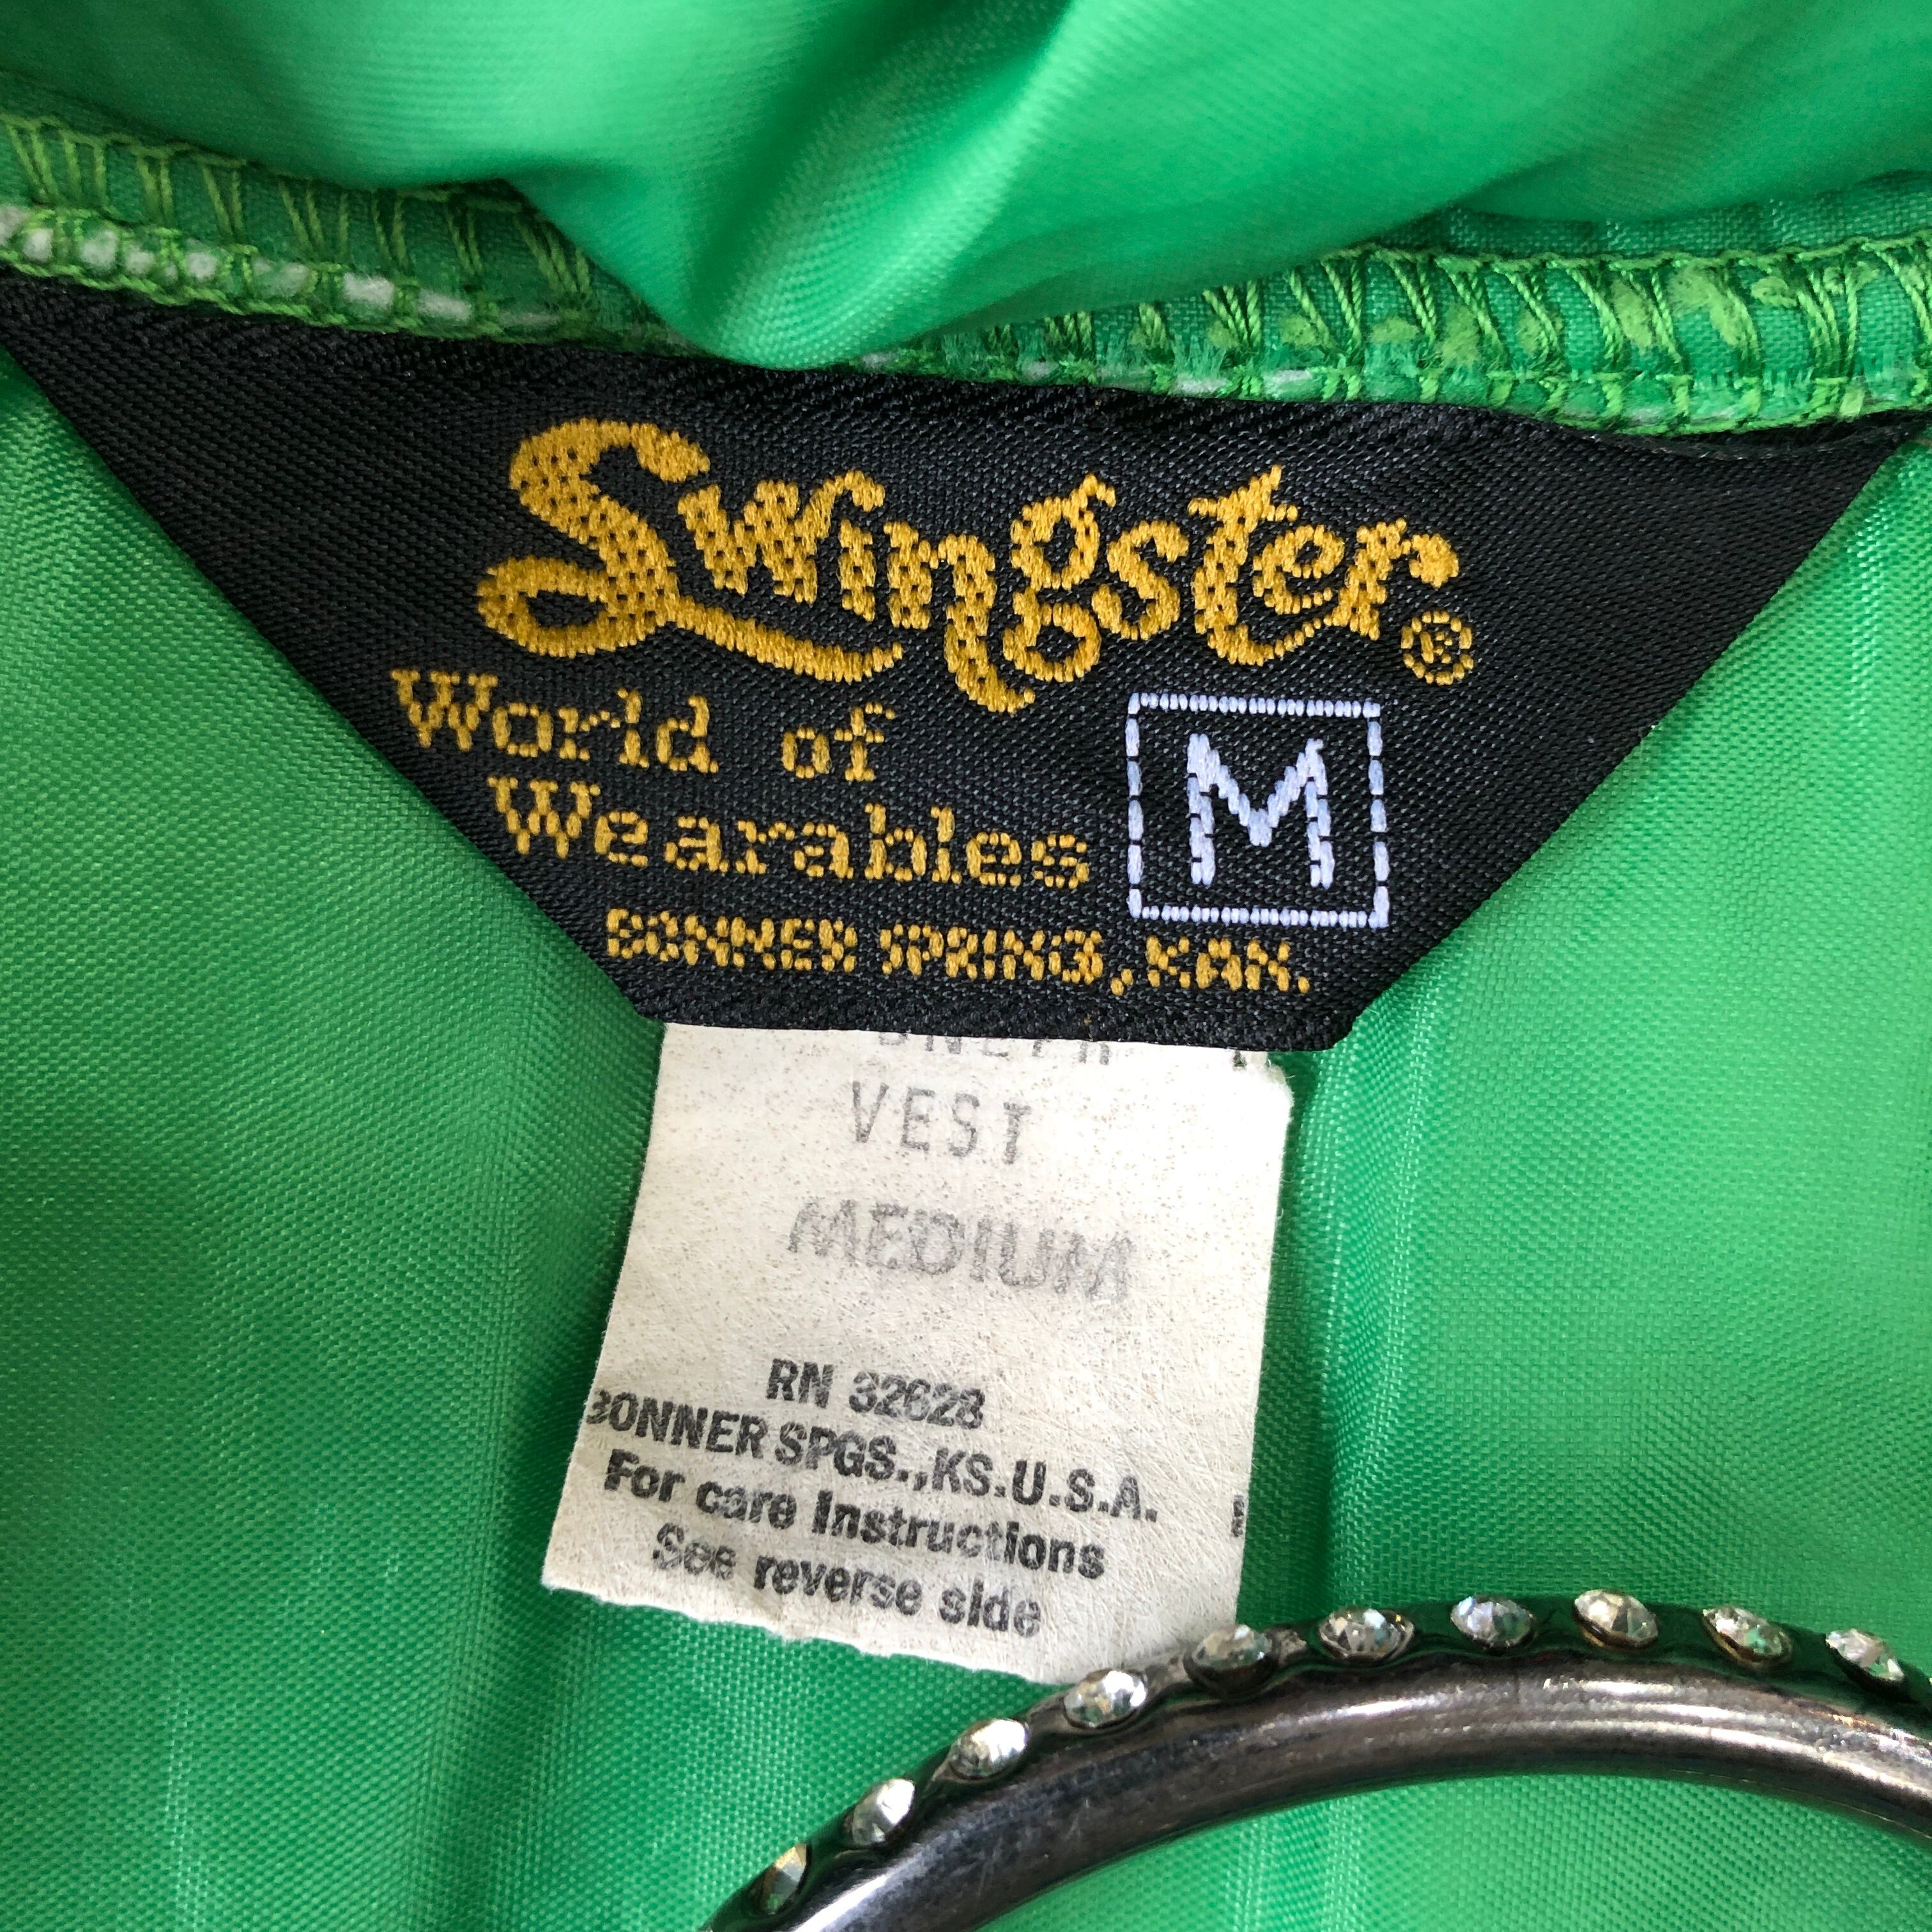 Swingster®
World of
Wearables
M
BONNER SPRINGS, KAN.
VEST
MEDIUM
RN 32628
BONNER SPGS.,KS.U.S.A.
For care Instructions
See reverse side